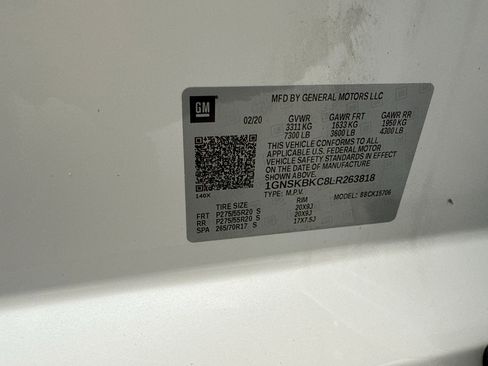 GM
MFD BY GENERAL MOTORS LLC
02/20 GVWR GAWR FRT GAWR RR
3311 KG 1633 KG 1950 KG
7300 LB 3600 LB 4300 LB
THIS VEHICLE CONFORMS TO ALL
APPLICABLE U.S. FEDERAL MOTOR
VEHICLE SAFETY STANDARDS IN EFFECT
ON THE DATE OF MANUFACTURE
SHOWN ABOVE.
1GNSKBKC8LR263818
140X TYPE: M.P.V. MODEL: 88CK15706
TIRE SIZE RIM
FRT P275/55R20 S 20X9J
RR P275/55R20 S 20X9J
SPA 265/70R17 S 17X7.5J